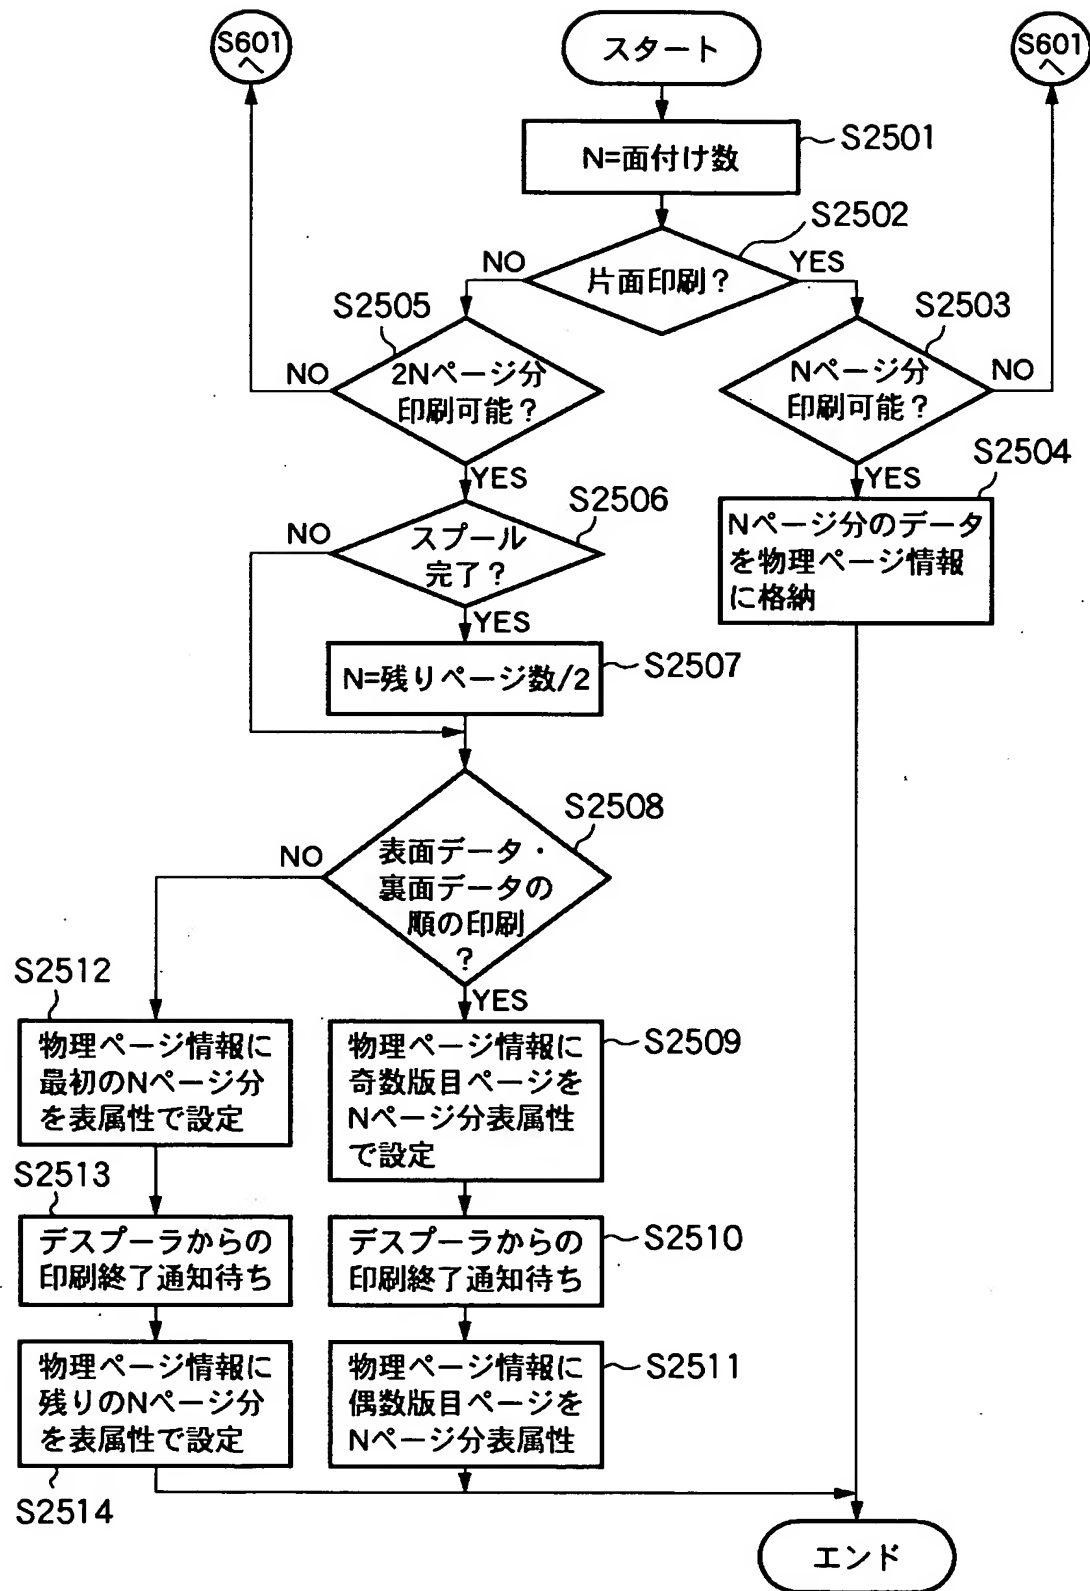 S601
へ
スタート
S601
へ
N=面付け数
S2501
S2502
片面印刷?
NO
YES
S2505
2Nページ分
印刷可能?
NO
YES
S2503
Nページ分
印刷可能?
NO
YES
S2504
Nページ分のデータ
を物理ページ情報
に格納
S2506
スプール
完了?
NO
YES
N=残りページ数/2
S2507
S2508
表面データ・
裏面データの
順の印刷
?
NO
YES
S2512
物理ページ情報に
最初のNページ分
を表属性で設定
物理ページ情報に
奇数版目ページを
Nページ分表属性
で設定
S2509
S2513
デスプーラからの
印刷終了通知待ち
デスプーラからの
印刷終了通知待ち
S2510
物理ページ情報に
残りのNページ分
を表属性で設定
S2514
物理ページ情報に
偶数版目ページを
Nページ分表属性
S2511
エンド